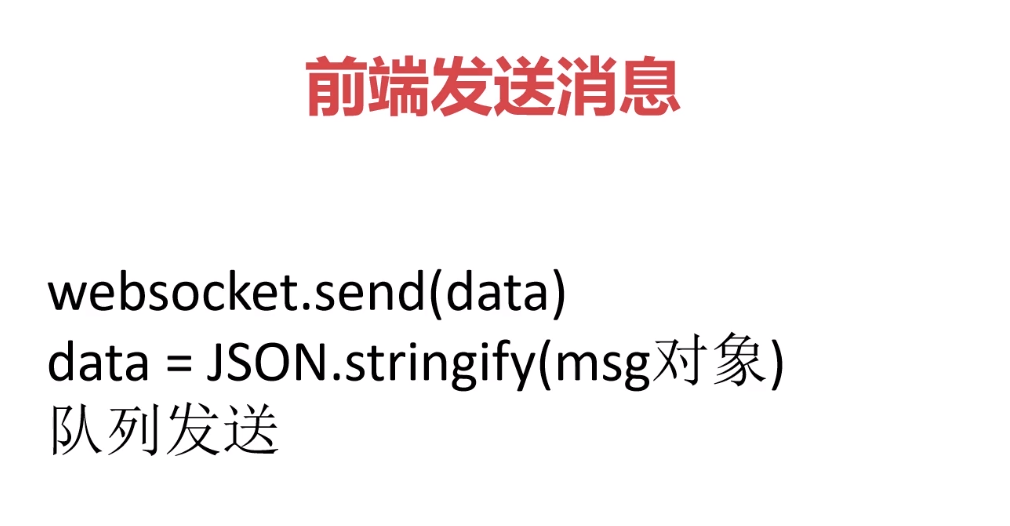 前端发送消息
websocket.send(data)
data = JSON.stringify(msg对象)
队列发送